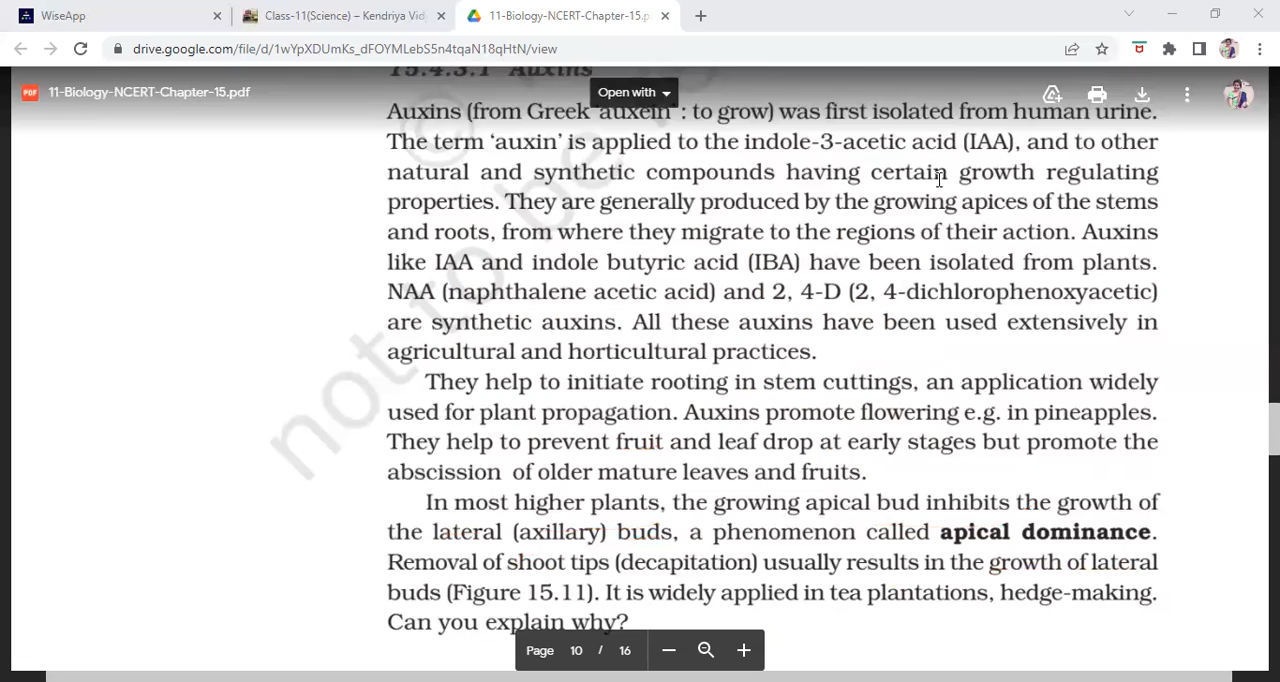 WiseApp
Class-11(Science) – Kendriya Vid
11-Biology-NCERT-Chapter-15.p
drive.google.com/file/d/1wYpXDUmKs_dFOYMLebS5n4tqaN18qHtN/view
15.4.3.1 Auxins
11-Biology-NCERT-Chapter-15.pdf
Open with
Auxins (from Greek 'auxein' : to grow) was first isolated from human urine.
The term ‘auxin’ is applied to the indole-3-acetic acid (IAA), and to other
natural and synthetic compounds having certain growth regulating
properties. They are generally produced by the growing apices of the stems
and roots, from where they migrate to the regions of their action. Auxins
like IAA and indole butyric acid (IBA) have been isolated from plants.
NAA (naphthalene acetic acid) and 2, 4-D (2, 4-dichlorophenoxyacetic)
are synthetic auxins. All these auxins have been used extensively in
agricultural and horticultural practices.
They help to initiate rooting in stem cuttings, an application widely
used for plant propagation. Auxins promote flowering e.g. in pineapples.
They help to prevent fruit and leaf drop at early stages but promote the
abscission of older mature leaves and fruits.
In most higher plants, the growing apical bud inhibits the growth of
the lateral (axillary) buds, a phenomenon called apical dominance.
Removal of shoot tips (decapitation) usually results in the growth of lateral
buds (Figure 15.11). It is widely applied in tea plantations, hedge-making.
Can you explain why?
Page 10 / 16
PDF
not to be
©